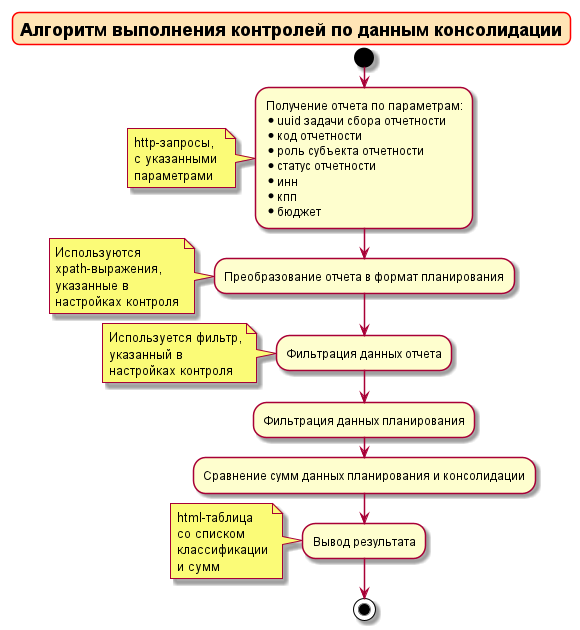 Алгоритм выполнения контролей по данным консолидации
Получение отчета по параметрам:
• uuid задачи сбора отчетности
• код отчетности
• роль субъекта отчетности
• статус отчетности
• инн
• кпп
• бюджет
http-запросы,
с указанными
параметрами
Преобразование отчета в формат планирования
Используются
xpath-выражения,
указанные в
настройках контроля
Фильтрация данных отчета
Используется фильтр,
указанный в
настройках контроля
Фильтрация данных планирования
Сравнение сумм данных планирования и консолидации
Вывод результата
html-таблица
со списком
классификации
и сумм